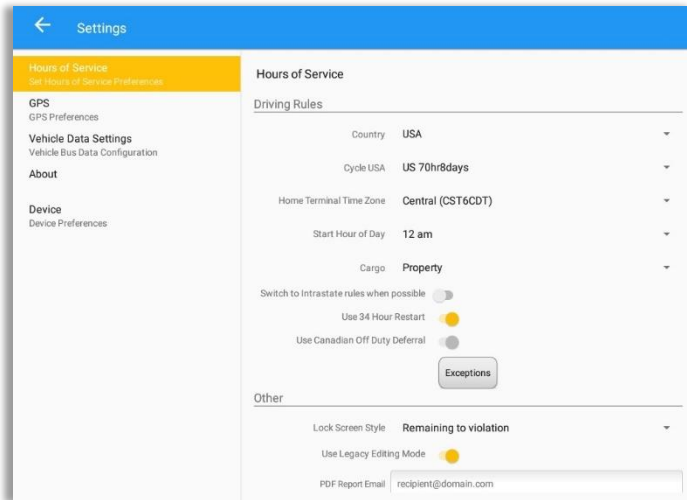 Settings
Hours of Service
Set Hours of Service Preferences
GPS
GPS Preferences
Vehicle Data Settings
Vehicle Bus Data Configuration
About
Device
Device Preferences
Hours of Service
Driving Rules
Country USA
Cycle USA US 70hr8days
Home Terminal Time Zone Central (CST6CDT)
Start Hour of Day 12 am
Cargo Property
Switch to Intrastate rules when possible
Use 34 Hour Restart
Use Canadian Off Duty Deferral
Exceptions
Other
Lock Screen Style Remaining to violation
Use Legacy Editing Mode
PDF Report Email recipient@domain.com